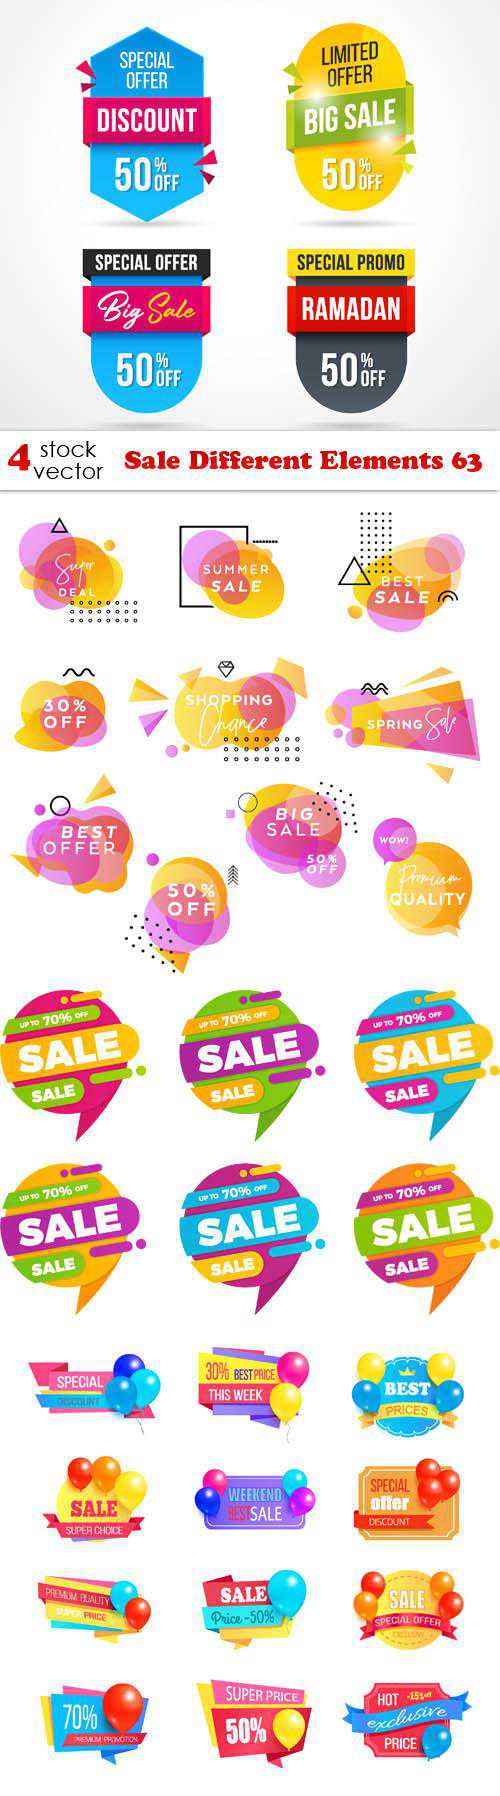 SPECIAL
OFFER
DISCOUNT
50%
OFF
LIMITED
OFFER
BIG SALE
50%
OFF
SPECIAL OFFER
Big Sale
50%
OFF
SPECIAL PROMO
RAMADAN
50%
OFF
4 stock
vector
Sale Different Elements 63
Super
DEAL
SUMMER
SALE
BEST
SALE
30%
OFF
SHOPPING
Chance
SPRING Sale
BEST
OFFER
50%
OFF
BIG
SALE
50%
OFF
WOW!
Premium
QUALITY
UP TO 70% OFF
SALE
SALE
UP TO 70% OFF
SALE
SALE
UP TO 70% OFF
SALE
SALE
UP TO 70% OFF
SALE
SALE
UP TO 70% OFF
SALE
SALE
UP TO 70% OFF
SALE
SALE
SPECIAL
DISCOUNT
30% BEST PRICE
THIS WEEK
BEST
PRICES
SALE
SUPER CHOICE
WEEKEND
BEST SALE
SPECIAL
offer
DISCOUNT
PREMIUM QUALITY
SUPER PRICE
SALE
Price -50%
SALE
SPECIAL OFFER
EXCLUSIVE
70%
PREMIUM PROMOTION
SUPER PRICE
50%
HOT -15% off
exclusive
PRICE